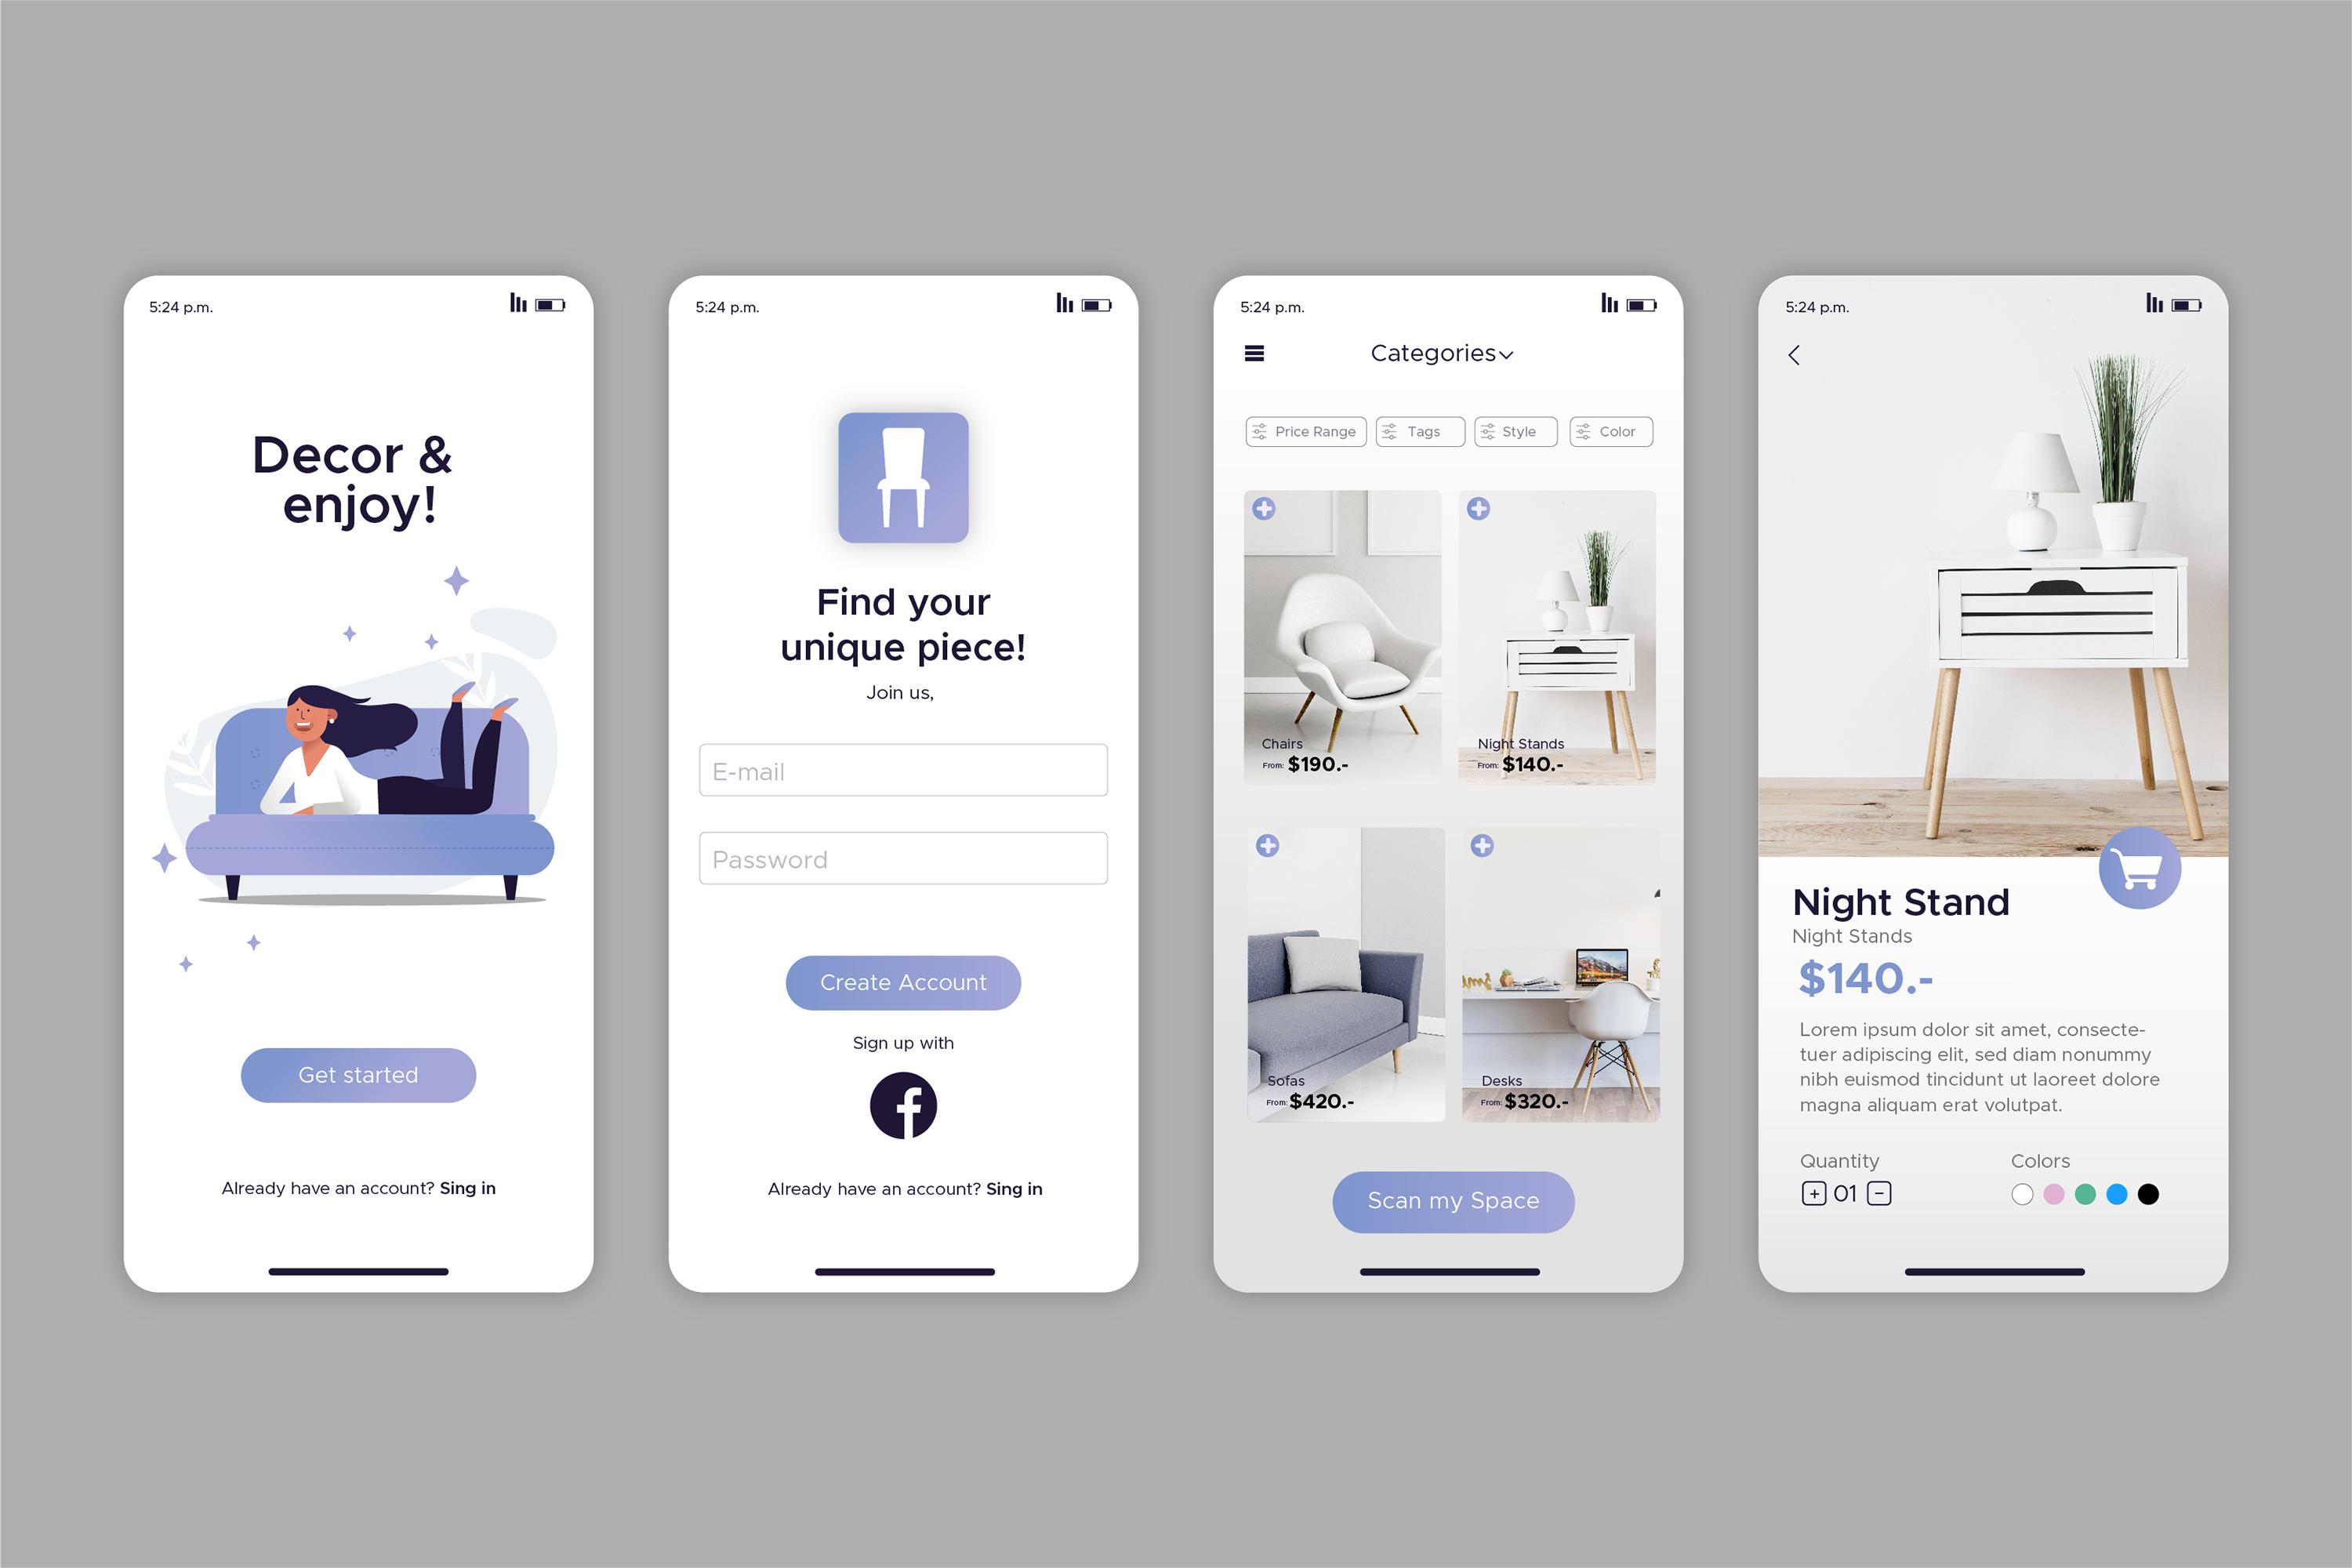 5:24 p.m.
Decor &
enjoy!
Get started
Already have an account? Sing in
5:24 p.m.
Find your
unique piece!
Join us,
E-mail
Password
Create Account
Sign up with
Already have an account? Sing in
5:24 p.m.
Categories
Price Range
Tags
Style
Color
Chairs
From: $190.-
Night Stands
From: $140.-
Sofas
From: $420.-
Desks
From: $320.-
Scan my Space
5:24 p.m.
Night Stand
Night Stands
$140.-
Lorem ipsum dolor sit amet, consecte-
tuer adipiscing elit, sed diam nonummy
nibh euismod tincidunt ut laoreet dolore
magna aliquam erat volutpat.
Quantity
+ 01 −
Colors